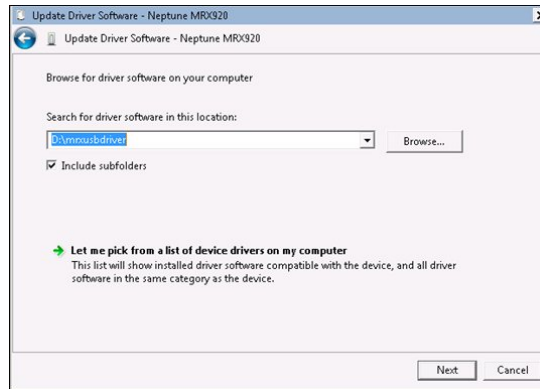 Update Driver Software - Neptune MRX920
Update Driver Software - Neptune MRX920
Browse for driver software on your computer
Search for driver software in this location:
D:\mrxusbdriver
Browse...
Include subfolders
Let me pick from a list of device drivers on my computer
This list will show installed driver software compatible with the device, and all driver
software in the same category as the device.
Next
Cancel